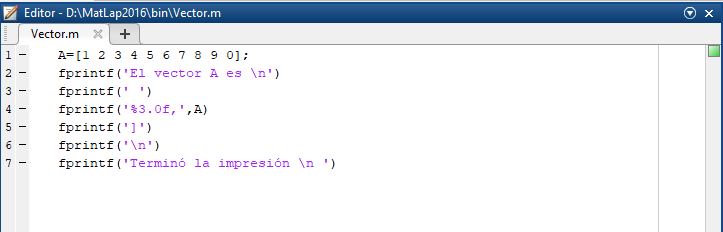 Editor - D:\MatLap2016\bin\Vector.m
Vector.m
1 A=[1 2 3 4 5 6 7 8 9 0];
2 fprintf('El vector A es \n')
3 fprintf(' ')
4 fprintf('%3.0f,',A)
5 fprintf(']')
6 fprintf('\n')
7 fprintf('Terminó la impresión \n ')